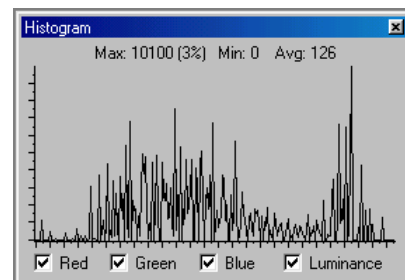 Histogram
Max: 10100 (3%) Min: 0 Avg: 126
Red Green Blue Luminance